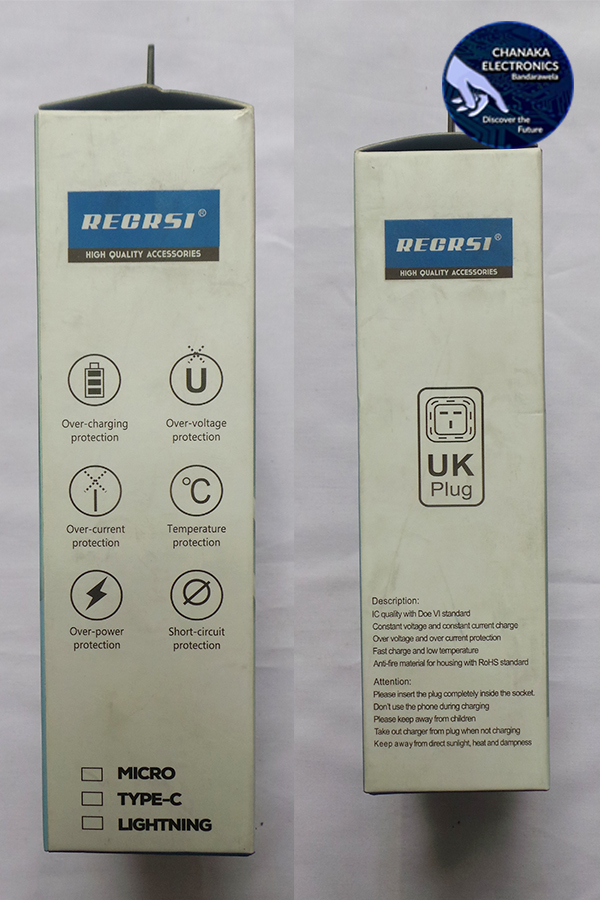 RECRSI®
HIGH QUALITY ACCESSORIES
Over-charging
protection
Over-voltage
protection
Over-current
protection
°C
Temperature
protection
Over-power
protection
Short-circuit
protection
MICRO
TYPE-C
LIGHTNING
CHANAKA
ELECTRONICS
Bandarawela
Discover the
Future
RECRSI®
HIGH QUALITY ACCESSORIES
UK
Plug
Description:
IC quality with Doe VI standard
Constant voltage and constant current charge
Over voltage and over current protection
Fast charge and low temperature
Anti-fire material for housing with RoHS standard
Attention:
Please insert the plug completely inside the socket.
Don't use the phone during charging
Please keep away from children
Take out charger from plug when not charging
Keep away from direct sunlight, heat and dampness